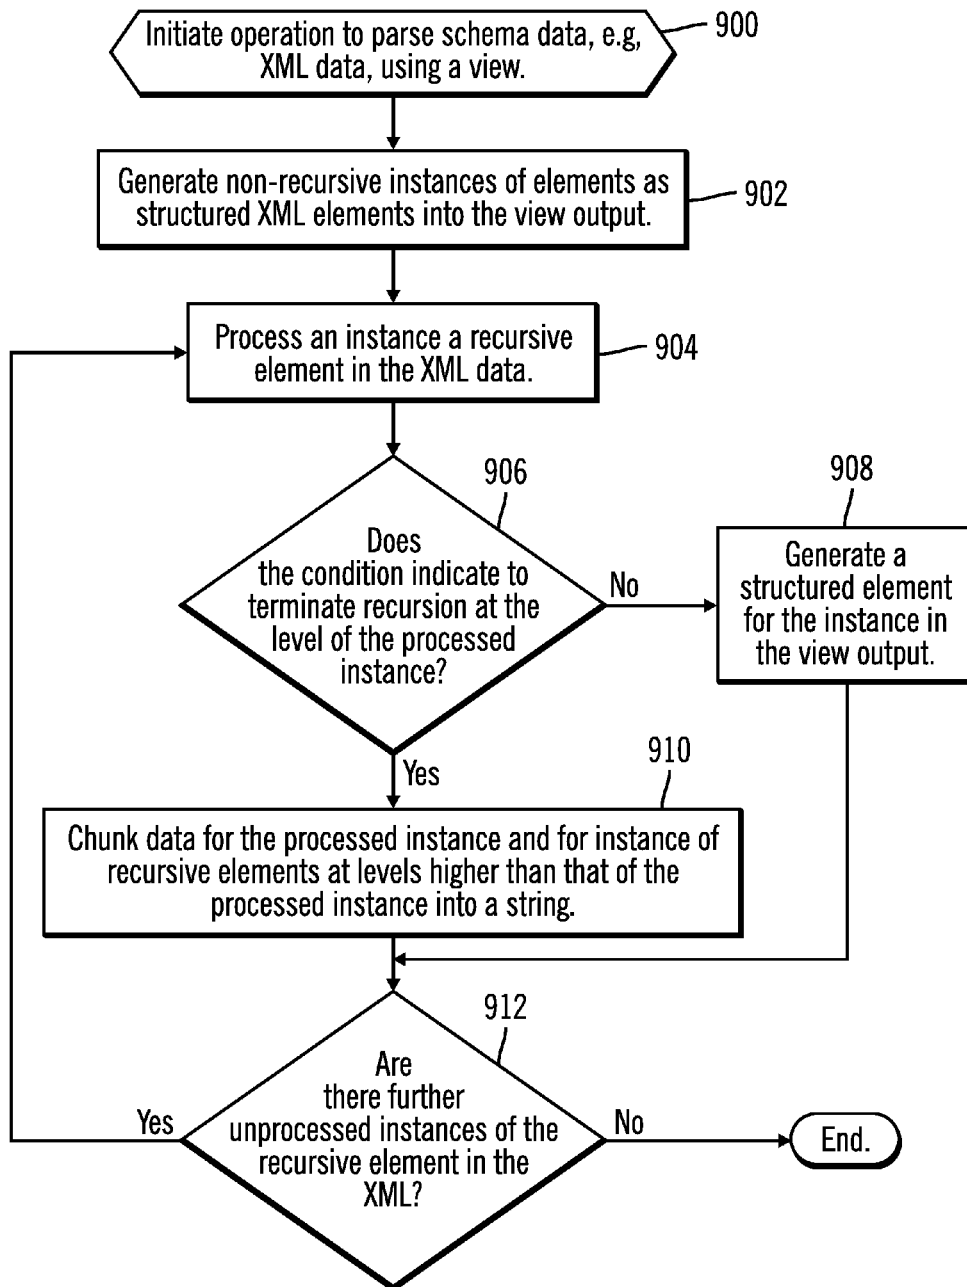 Initiate operation to parse schema data, e.g,
XML data, using a view.
900
Generate non-recursive instances of elements as
structured XML elements into the view output.
902
Process an instance a recursive
element in the XML data.
904
906
Does
the condition indicate to
terminate recursion at the
level of the processed
instance?
No
908
Generate a
structured element
for the instance in
the view output.
Yes
910
Chunk data for the processed instance and for instance of
recursive elements at levels higher than that of the
processed instance into a string.
912
Are
there further
unprocessed instances of the
recursive element in the
XML?
Yes
No
End.